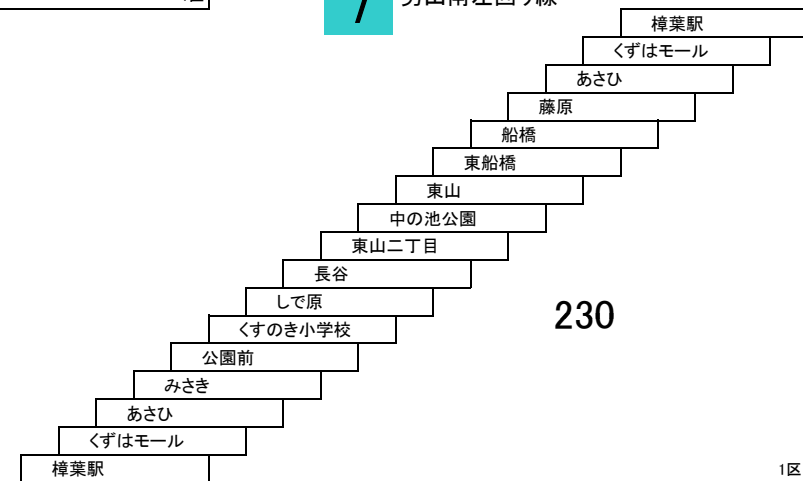 7
樟葉駅
くずはモール
あさひ
藤原
船橋
東船橋
東山
中の池公園
東山二丁目
長谷
しで原
230
くすのき小学校
公園前
みさき
あさひ
くずはモール
樟葉駅
1区